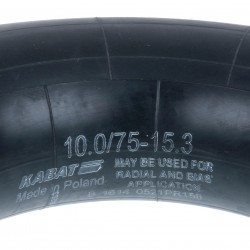 10.0/75-15.3
KABAT
Made in Poland
MAY BE USED FOR
RADIAL AND BIAS
APPLICATION